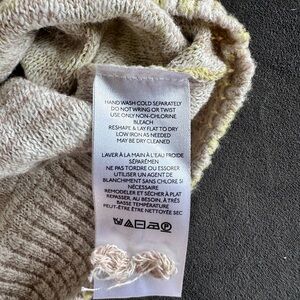 HAND WASH COLD SEPARATELY
DO NOT WRING OR TWIST
USE ONLY NON-CHLORINE
BLEACH
RESHAPE & LAY FLAT TO DRY
LOW IRON AS NEEDED
MAY BE DRY CLEANED
LAVER À LA MAIN À L'EAU FROIDE
SÉPARÉMENT
NE PAS TORDRE OU ESSORER
UTILISER UN AGENT DE
BLANCHIMENT SANS CHLORE SI
NÉCESSAIRE
REMODELER ET SÉCHER À PLAT
REPASSER, AU BESOIN, À TRÈS
BASSE TEMPÉRATURE
PEUT-ÊTRE ÊTRE NETTOYÉE SEC